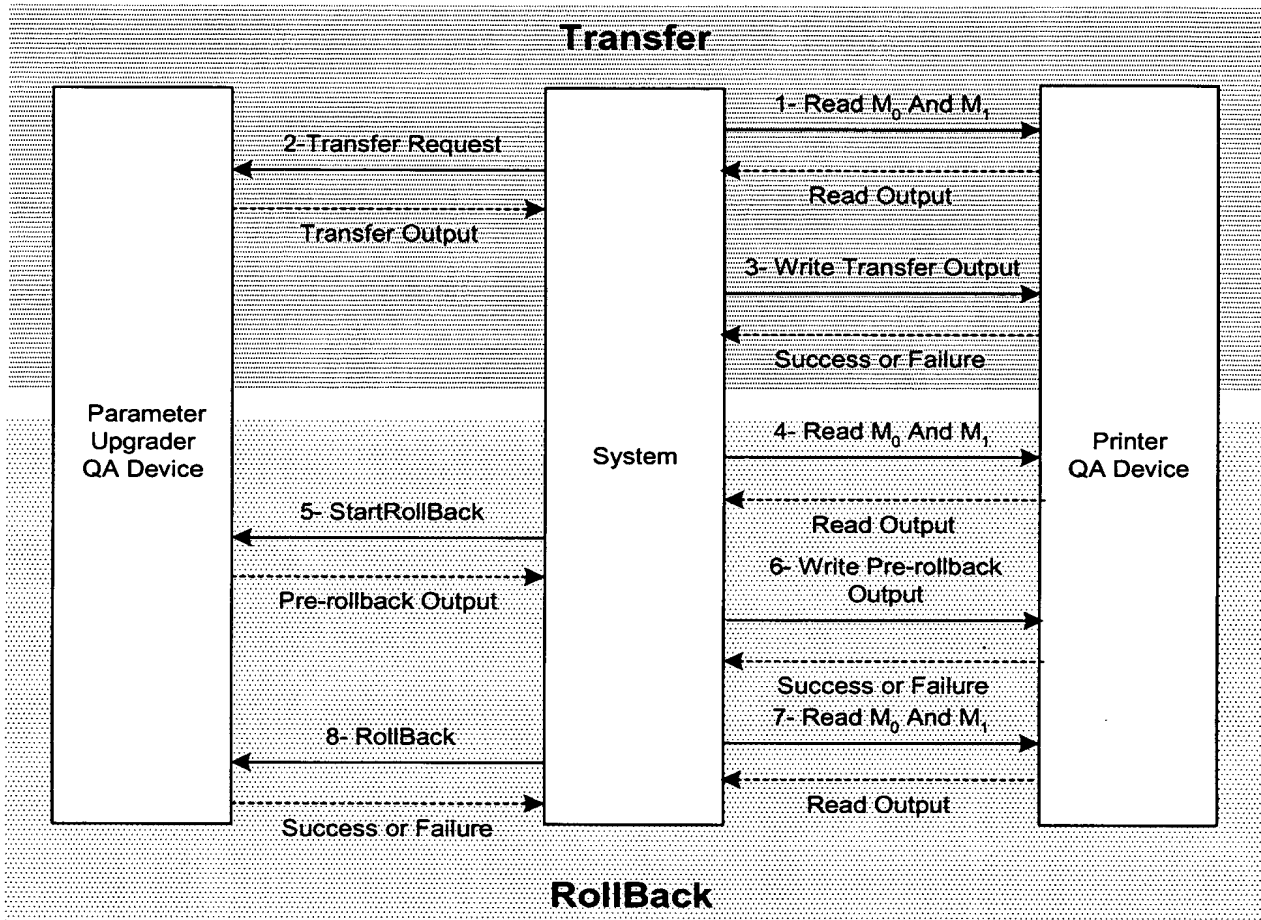 Transfer
1- Read M₀ And M₁
2-Transfer Request
Read Output
Transfer Output
3- Write Transfer Output
Success or Failure
Parameter
Upgrader
QA Device
System
Printer
QA Device
4- Read M₀ And M₁
Read Output
5- StartRollBack
6- Write Pre-rollback
Output
Pre-rollback Output
Success or Failure
7- Read M₀ And M₁
8- RollBack
Read Output
Success or Failure
RollBack